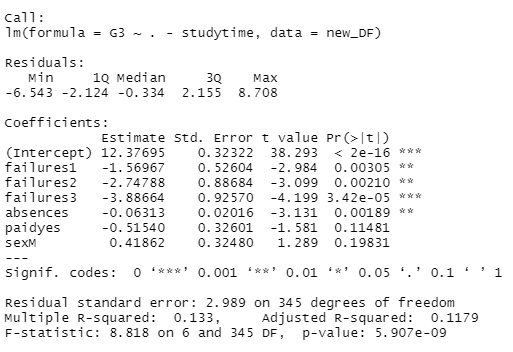 Call:
lm(formula = G3 ~ . - studytime, data = new_DF)
Residuals:
Min 1Q Median 3Q Max
-6.543 -2.124 -0.334 2.155 8.708
Coefficients:
Estimate Std. Error t value Pr(>|t|)
(Intercept) 12.37695 0.32322 38.293 < 2e-16 ***
failures1 -1.56967 0.52604 -2.984 0.00305 **
failures2 -2.74788 0.88684 -3.099 0.00210 **
failures3 -3.88664 0.92570 -4.199 3.42e-05 ***
absences -0.06313 0.02016 -3.131 0.00189 **
paidyes -0.51540 0.32601 -1.581 0.11481
sexM 0.41862 0.32480 1.289 0.19831
---
Signif. codes: 0 ‘***’ 0.001 ‘**’ 0.01 ‘*’ 0.05 ‘.’ 0.1 ‘ ’ 1
Residual standard error: 2.989 on 345 degrees of freedom
Multiple R-squared: 0.133, Adjusted R-squared: 0.1179
F-statistic: 8.818 on 6 and 345 DF, p-value: 5.907e-09